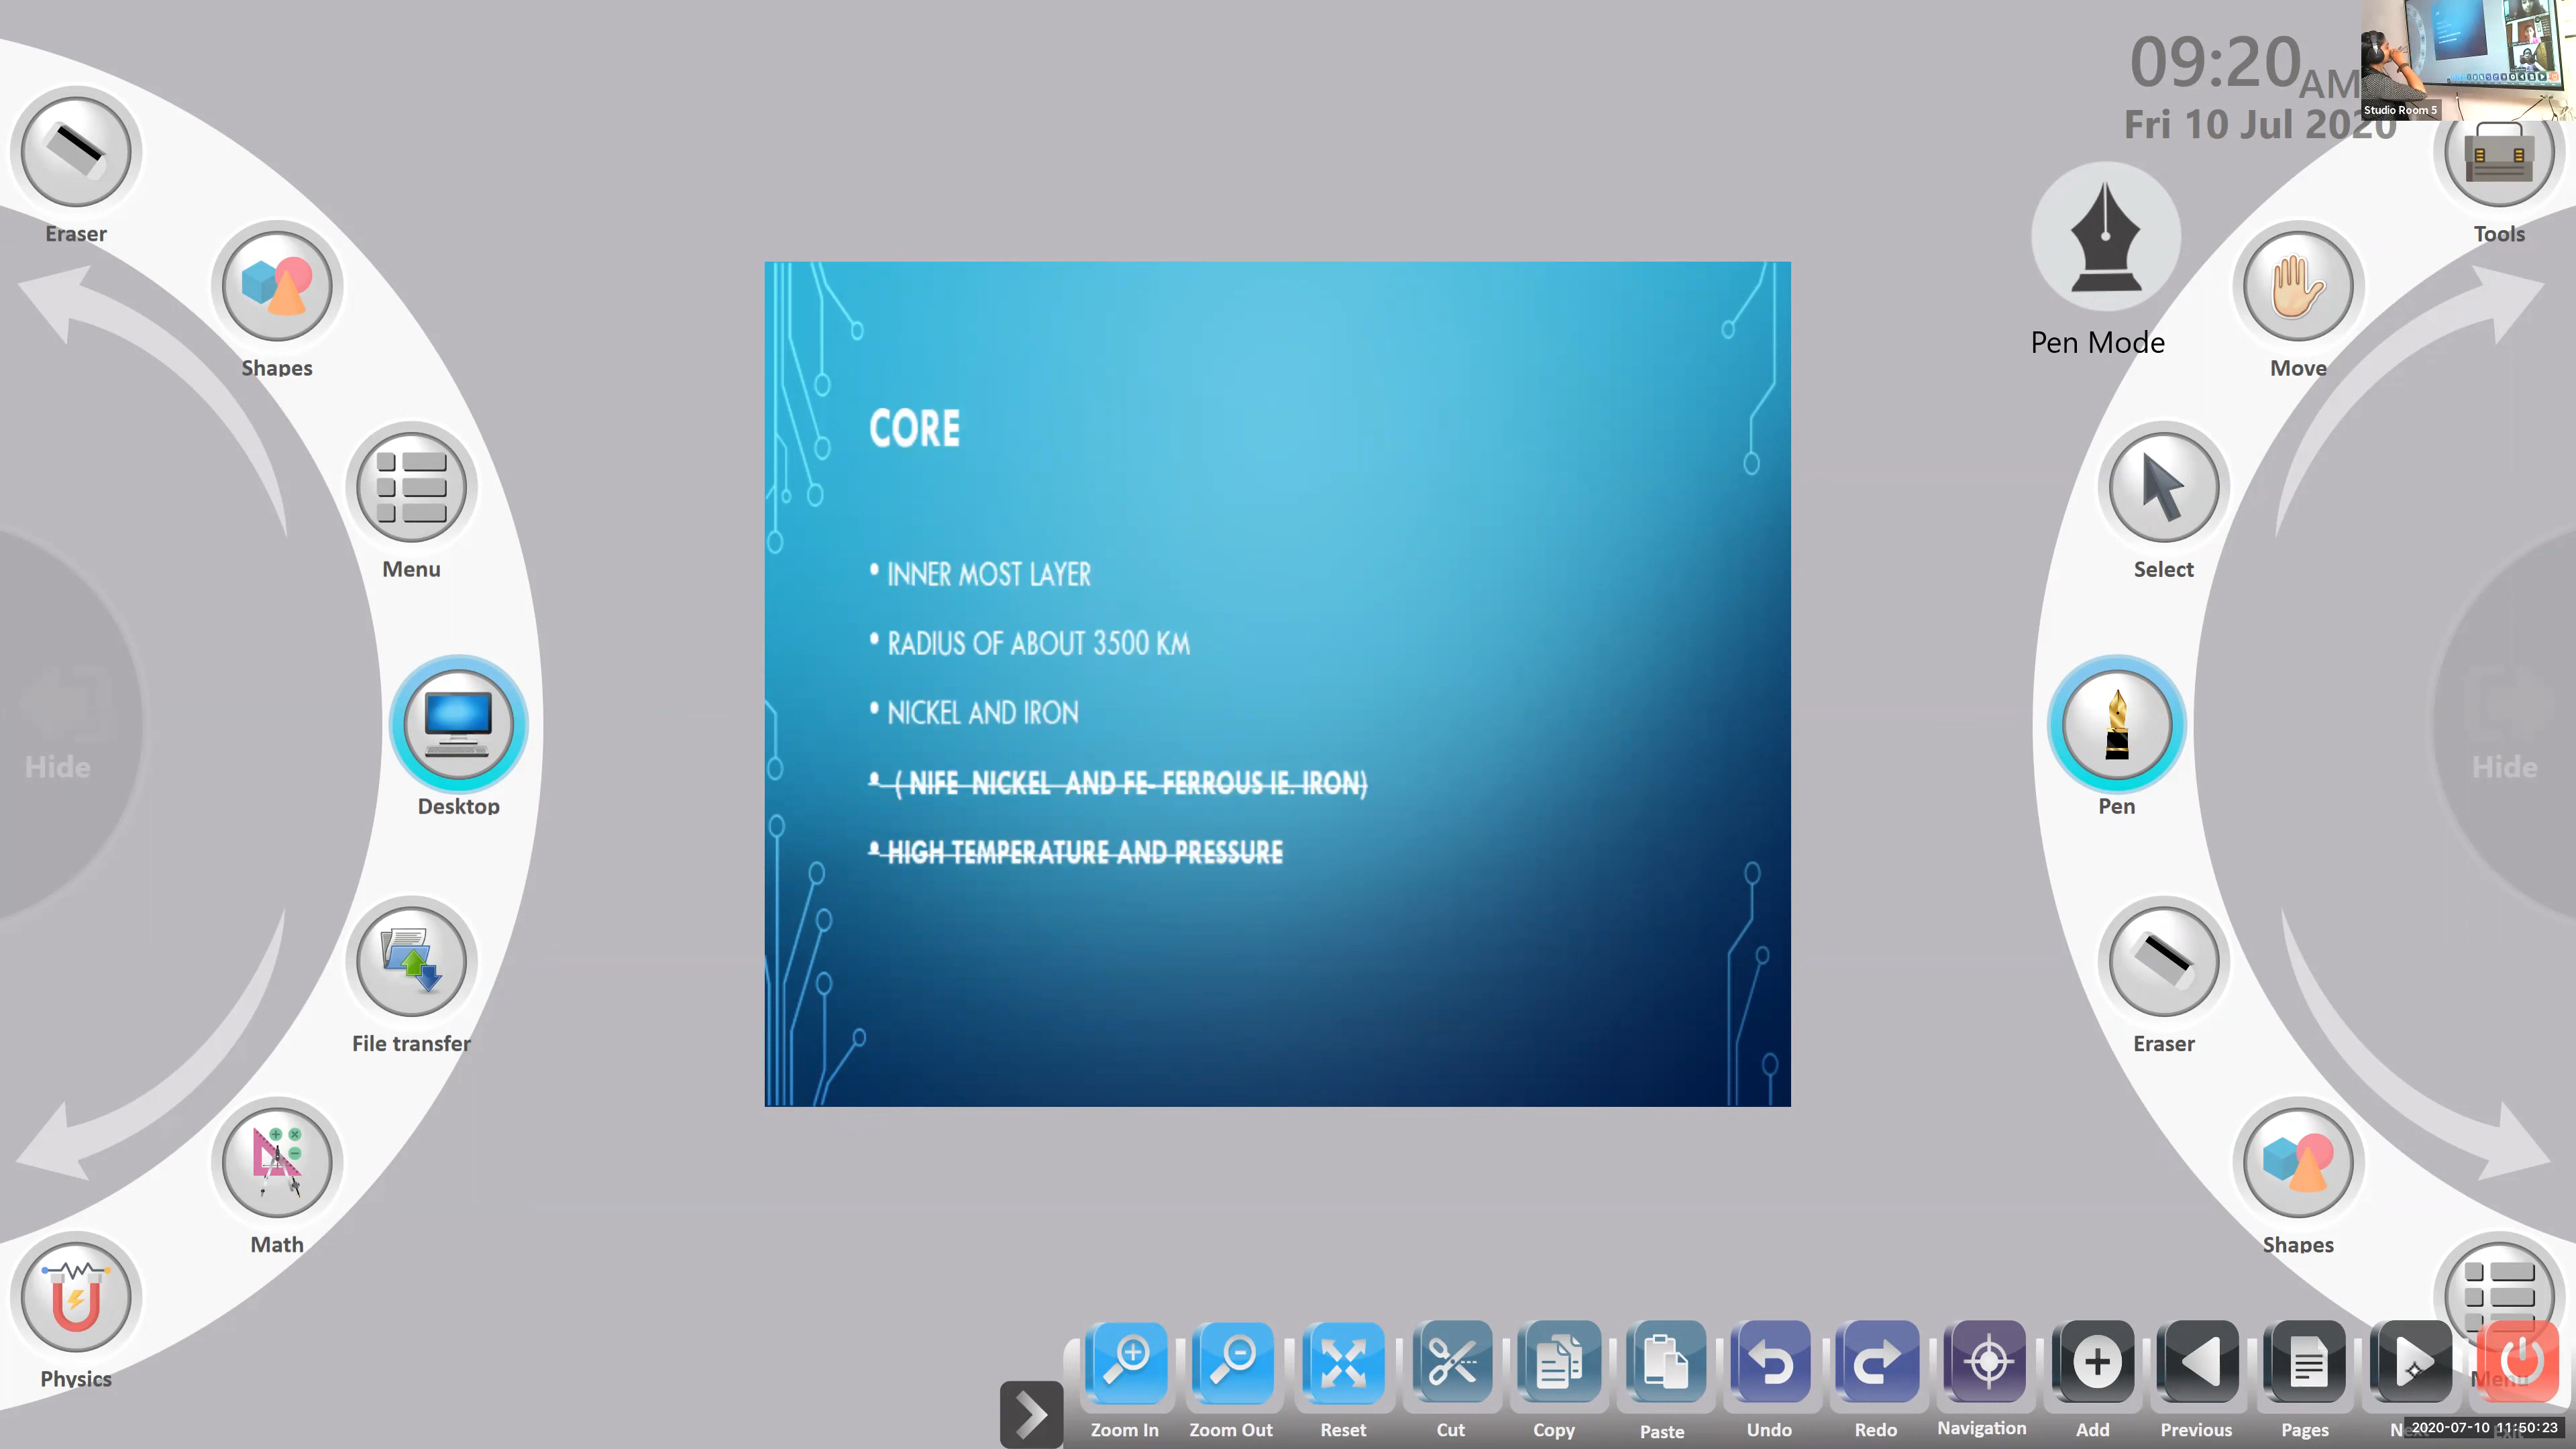 09:20 AM
Fri 10 Jul 2020
Studio Room 5
Eraser
Shapes
Menu
Desktop
File transfer
Math
Physics
Hide
Pen Mode
CORE
• INNER MOST LAYER
• RADIUS OF ABOUT 3500 KM
• NICKEL AND IRON
• ( NIFE NICKEL AND FE- FERROUS IE. IRON)
• HIGH TEMPERATURE AND PRESSURE
Tools
Move
Select
Pen
Eraser
Shapes
Menu
Hide
Zoom In
Zoom Out
Reset
Cut
Copy
Paste
Undo
Redo
Navigation
Add
Previous
Pages
2020-07-10 11:50:23